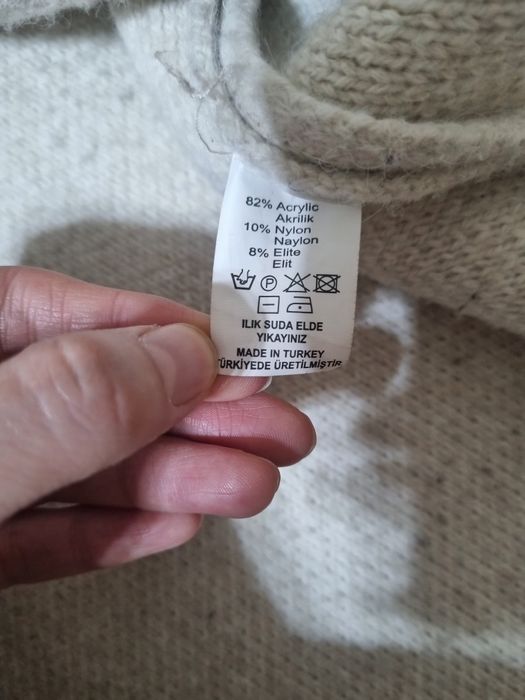 82% Acrylic
Akrilik
10% Nylon
Naylon
8% Elite
Elit
P
ILIK SUDA ELDE
YIKAYINIZ
MADE IN TURKEY
TÜRKİYEDE ÜRETİLMİŞTİR